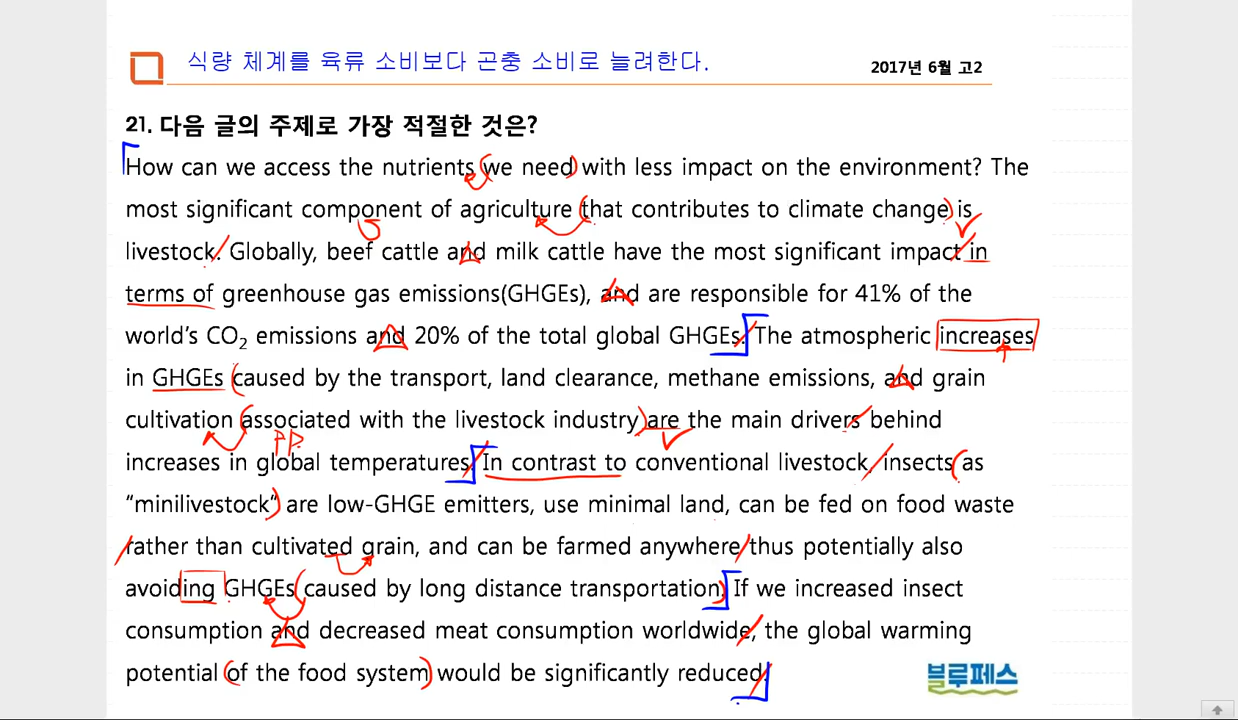 식량 체계를 육류 소비보다 곤충 소비로 늘려한다.
2017년 6월 고2
21. 다음 글의 주제로 가장 적절한 것은?
How can we access the nutrients we need with less impact on the environment? The
most significant component of agriculture that contributes to climate change is
livestock. Globally, beef cattle and milk cattle have the most significant impact in
terms of greenhouse gas emissions(GHGEs), and are responsible for 41% of the
world's CO₂ emissions and 20% of the total global GHGEs. The atmospheric increases
in GHGEs caused by the transport, land clearance, methane emissions, and grain
cultivation associated with the livestock industry are the main drivers behind
PP.
increases in global temperatures. In contrast to conventional livestock, insects as
"minilivestock" are low-GHGE emitters, use minimal land, can be fed on food waste
rather than cultivated grain, and can be farmed anywhere thus potentially also
avoiding GHGEs caused by long distance transportation. If we increased insect
consumption and decreased meat consumption worldwide, the global warming
potential of the food system would be significantly reduced.
블루페스